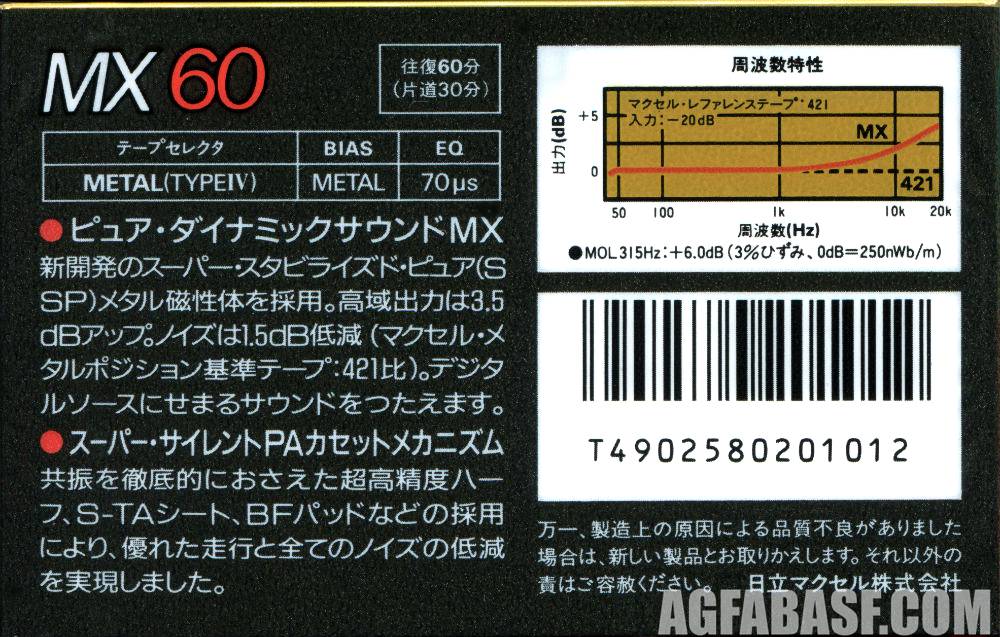 MX 60
往復60分
(片道30分)
テープセレクタ BIAS EQ
METAL(TYPEⅣ) METAL 70μs
●ピュア・ダイナミックサウンドMX
新開発のスーパー・スタビライズド・ピュア(S
SP)メタル磁性体を採用。高域出力は3.5
dBアップ。ノイズは1.5dB低減(マクセル・メ
タルポジション基準テープ:421比)。デジタ
ルソースにせまるサウンドをつたえます。
●スーパー・サイレントPAカセットメカニズム
共振を徹底的におさえた超高精度ハー
フ、S-TAシート、BFパッドなどの採用
により、優れた走行と全てのノイズの低減
を実現しました。
周波数特性
マクセル・レファレンステープ・421
入力:-20dB
出力(dB)
+5
0
MX
421
50 100 1k 10k 20k
周波数(Hz)
●MOL315Hz:+6.0dB(3%ひずみ、0dB=250nWb/m)
T4902580201012
万一、製造上の原因による品質不良がありました
場合は、新しい製品とお取りかえします。それ以外の
責はご容赦ください。 日立マクセル株式会社
AGFABASF.COM